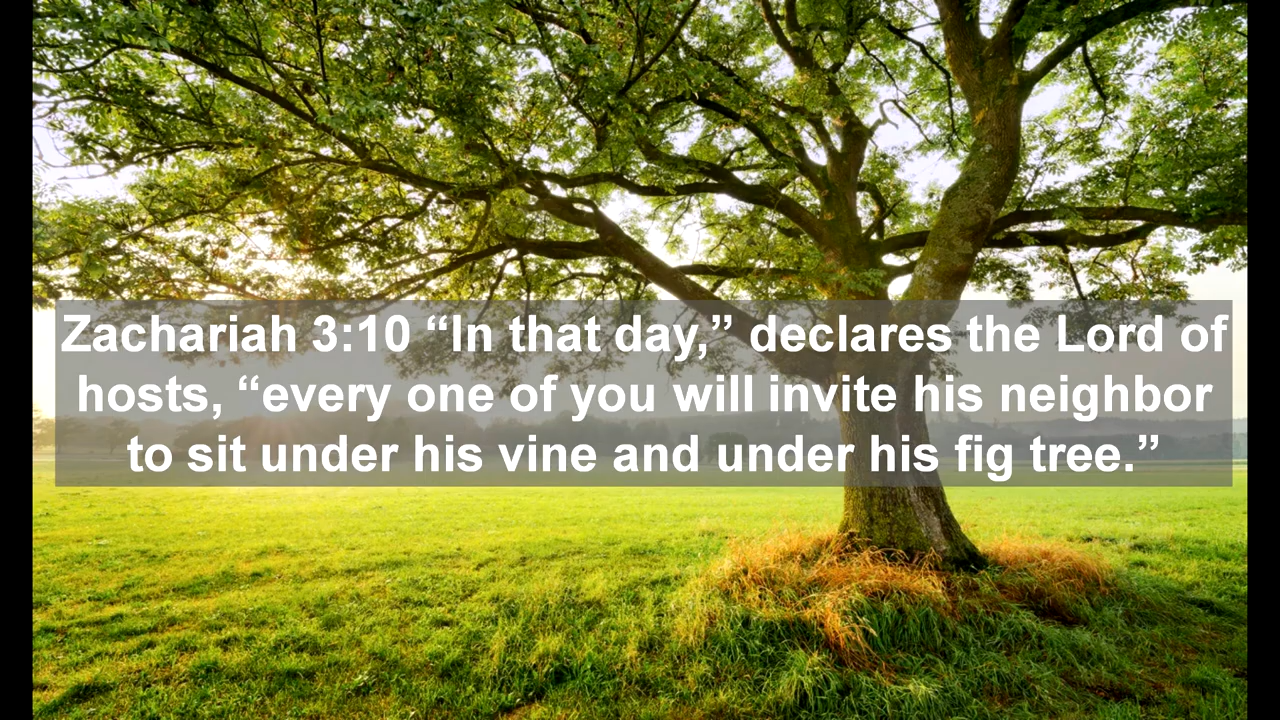 Zachariah 3:10 “In that day,” declares the Lord of
hosts, “every one of you will invite his neighbor
to sit under his vine and under his fig tree.”